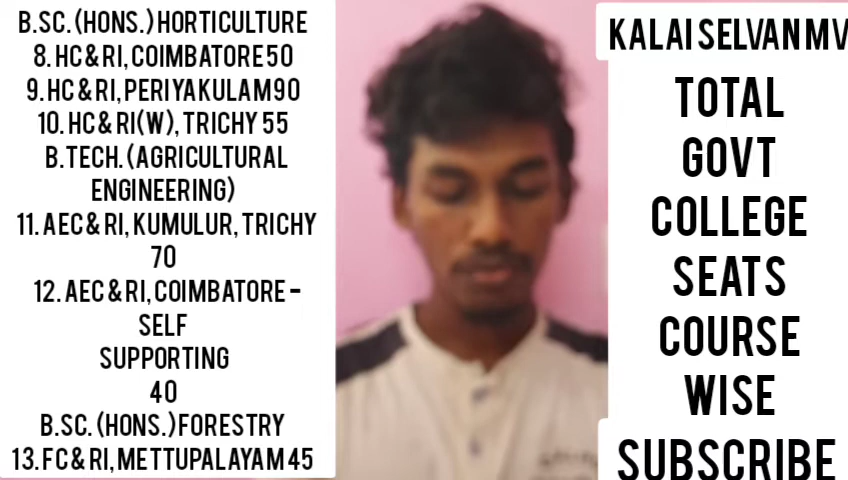 B.SC. (HONS.) HORTICULTURE
8. HC & RI, COIMBATORE 50
9. HC & RI, PERIYAKULAM 90
10. HC & RI(W), TRICHY 55
B.TECH. (AGRICULTURAL
ENGINEERING)
11. AEC & RI, KUMULUR, TRICHY
70
12. AEC & RI, COIMBATORE –
SELF
SUPPORTING
40
B.SC. (HONS.) FORESTRY
13. FC & RI, METTUPALAYAM 45
KALAI SELVAN MV
TOTAL
GOVT
COLLEGE
SEATS
COURSE
WISE
SUBSCRIBE